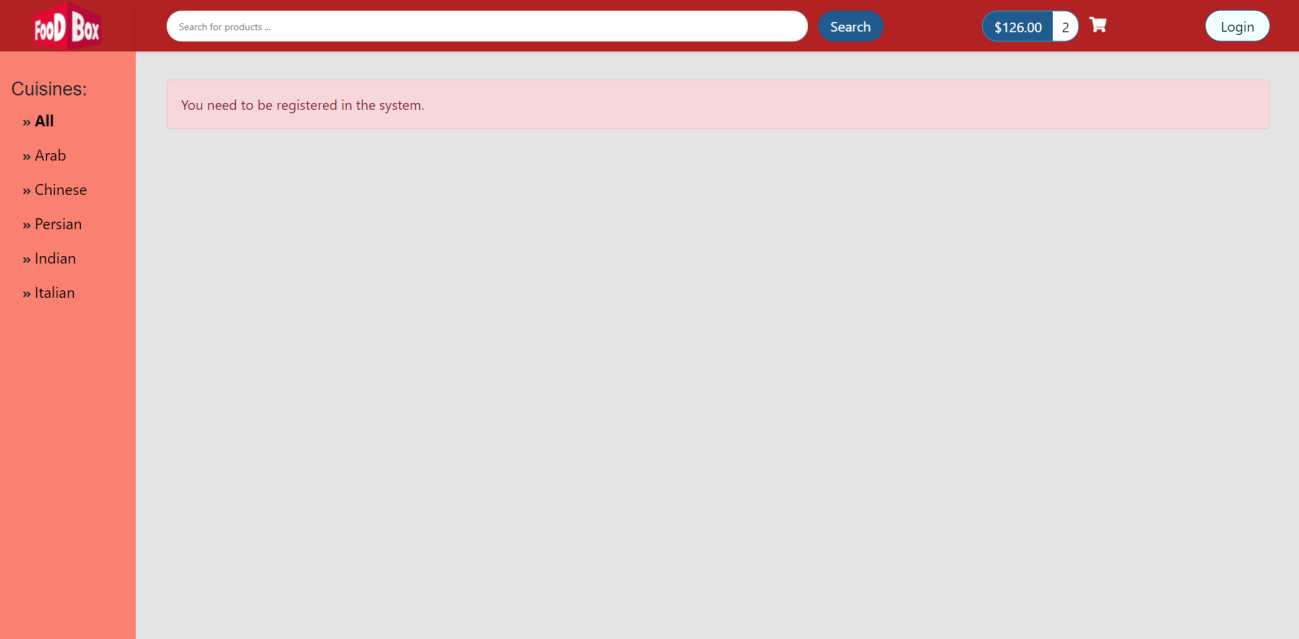 FooD Box
Search for products ...
Search
$126.00 2
Login
Cuisines:
» All
» Arab
» Chinese
» Persian
» Indian
» Italian
You need to be registered in the system.